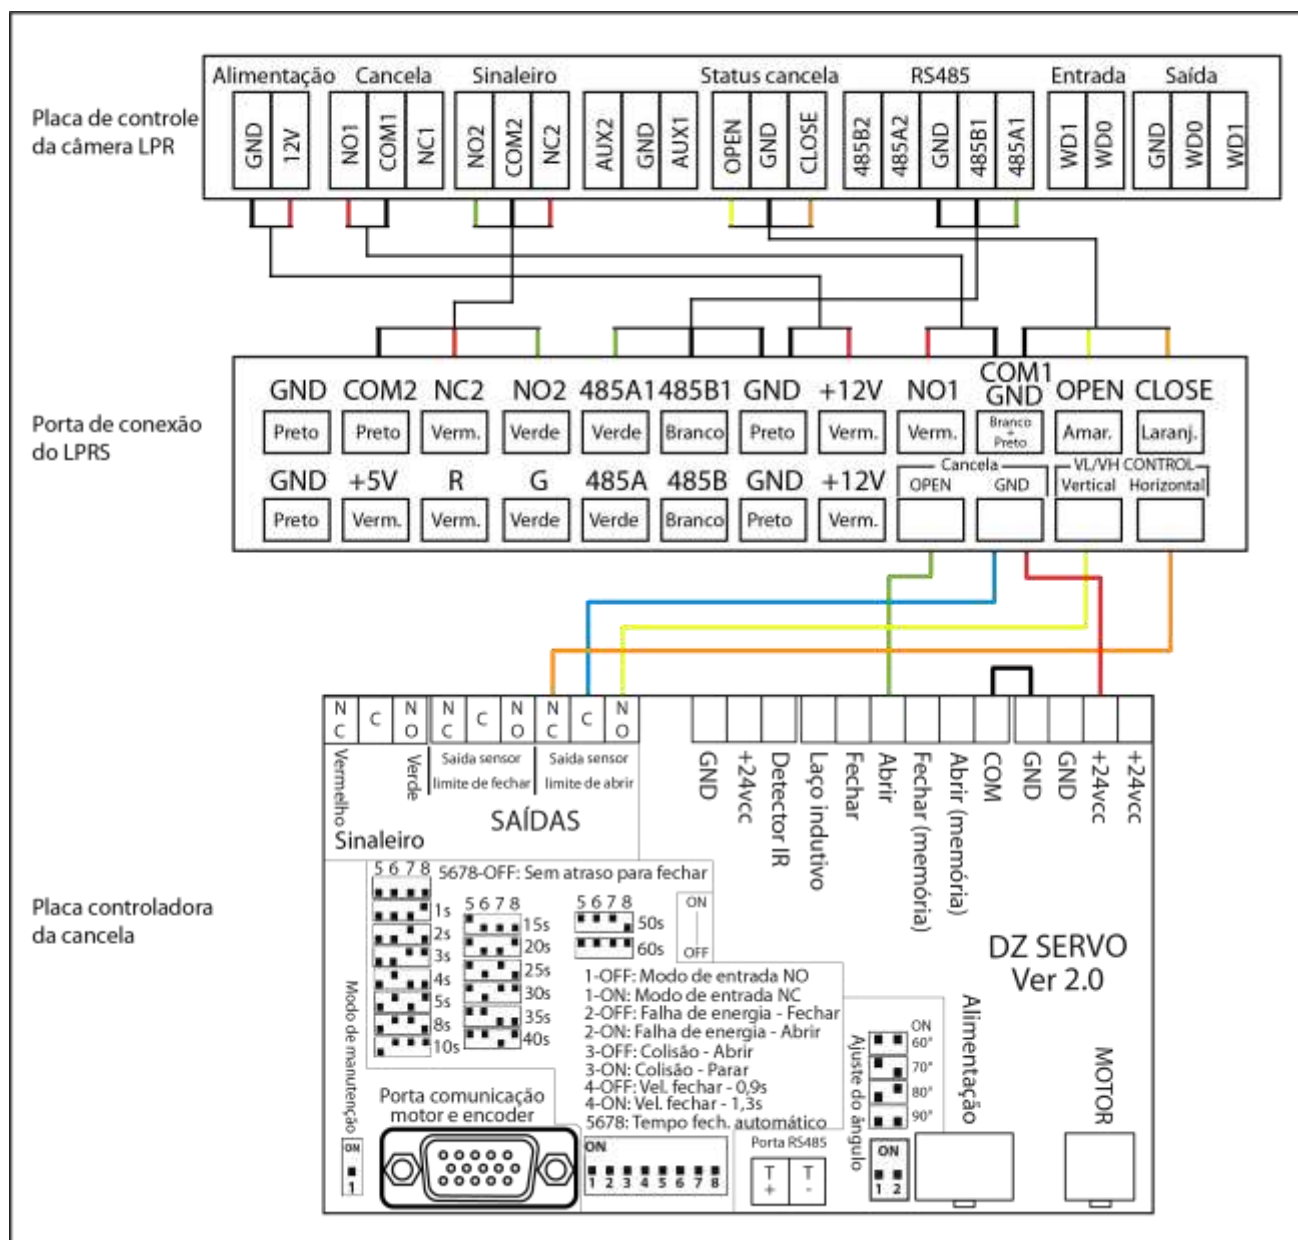 Alimentação Cancela Sinaleiro Status cancela RS485 Entrada Saída
Placa de controle
da câmera LPR
GND 12V NO1 COM1 NC1 NO2 COM2 NC2 AUX2 GND AUX1 OPEN GND CLOSE 485B2 485A2 GND 485B1 485A1 WD1 WD0 GND WD0 WD1
Porta de conexão
do LPRS
GND COM2 NC2 NO2 485A1 485B1 GND +12V NO1 COM1 GND OPEN CLOSE
Preto Preto Verm. Verde Verde Branco Preto Verm. Verm. Branco + Preto Amar. Laranj.
Cancela VL/VH CONTROL
GND +5V R G 485A 485B GND +12V OPEN GND Vertical Horizontal
Preto Verm. Verm. Verde Verde Branco Preto Verm.
Placa controladora
da cancela
NC C NO NC C NO NC C NO
Vermelho Verde
Saída sensor
limite de fechar
Saída sensor
limite de abrir
SAÍDAS
Sinaleiro
GND +24vcc Detector IR Laço indutivo Fechar Abrir Fechar (memória) Abrir (memória) COM GND GND +24vcc +24vcc
5 6 7 8
5678-OFF: Sem atraso para fechar
1s
2s
3s
4s
5s
8s
10s
5 6 7 8
15s
20s
25s
30s
35s
40s
5 6 7 8
50s
60s
ON
OFF
1-OFF: Modo de entrada NO
1-ON: Modo de entrada NC
2-OFF: Falha de energia - Fechar
2-ON: Falha de energia - Abrir
3-OFF: Colisão - Abrir
3-ON: Colisão - Parar
4-OFF: Vel. fechar - 0,9s
4-ON: Vel. fechar - 1,3s
5678: Tempo fech. automático
DZ SERVO
Ver 2.0
Modo de manutenção
ON
1
Porta comunicação
motor e encoder
ON
1 2 3 4 5 6 7 8
Porta RS485
T + T -
Ajuste do ângulo
ON
60°
70°
80°
90°
ON
1 2
Alimentação
MOTOR